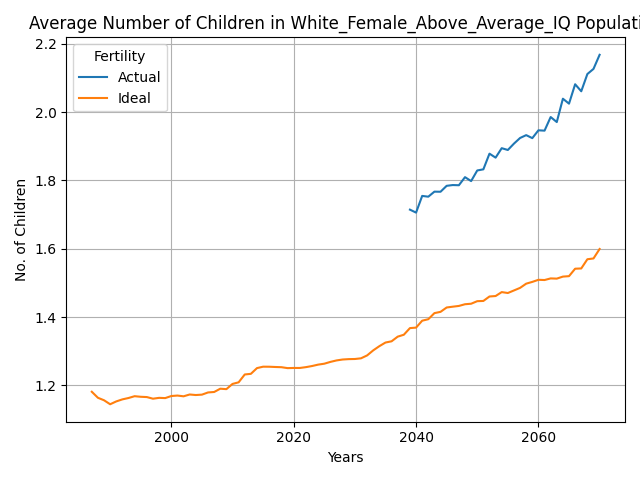 Average Number of Children in White_Female_Above_Average_IQ Populati
Fertility
Actual
Ideal
No. of Children
2.2
2.0
1.8
1.6
1.4
1.2
2000 2020 2040 2060
Years